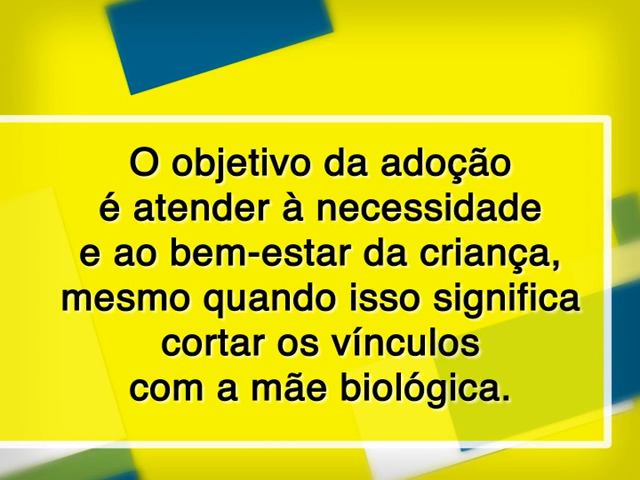 O objetivo da adoção
é atender à necessidade
e ao bem-estar da criança,
mesmo quando isso significa
cortar os vínculos
com a mãe biológica.